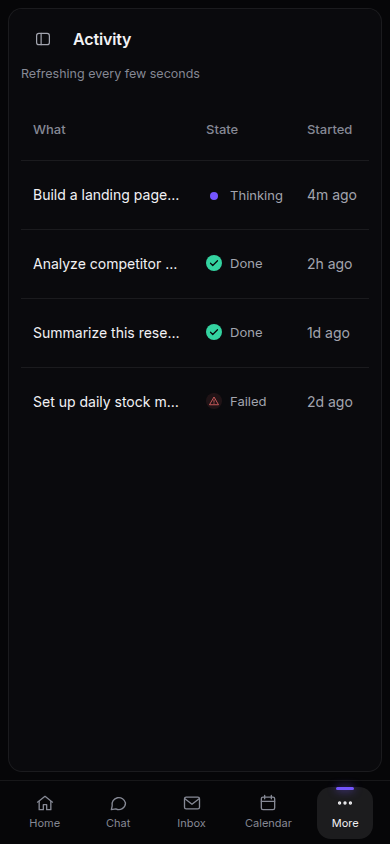 Activity
Refreshing every few seconds
What State Started
Build a landing page... Thinking 4m ago
Analyze competitor ... Done 2h ago
Summarize this rese... Done 1d ago
Set up daily stock m... Failed 2d ago
Home Chat Inbox Calendar More